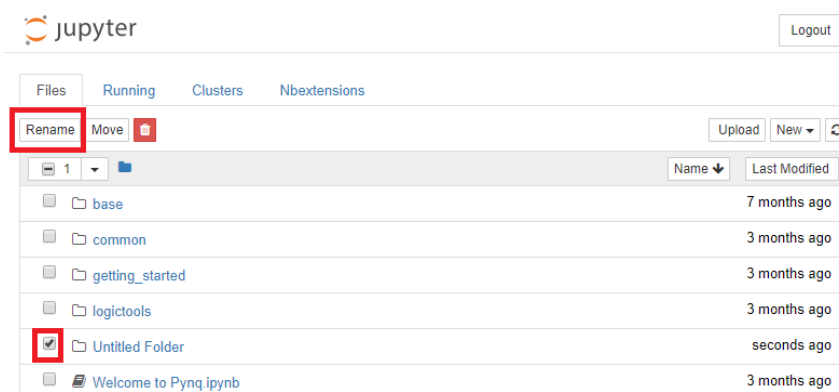 jupyter
Logout
Files Running Clusters Nbextensions
Rename Move Upload New
1 Name Last Modified
base 7 months ago
common 3 months ago
getting_started 3 months ago
logictools 3 months ago
Untitled Folder seconds ago
Welcome to Pynq.ipynb 3 months ago